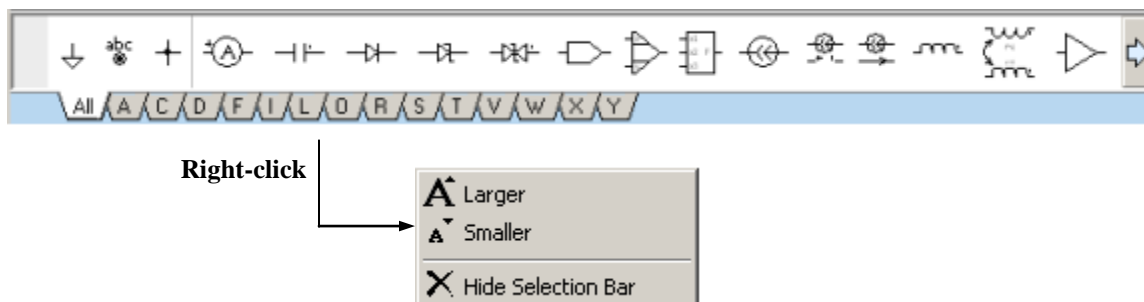 abc
A
All A C D F I L O R S T V W X Y
Right-click
A Larger
A Smaller
Hide Selection Bar